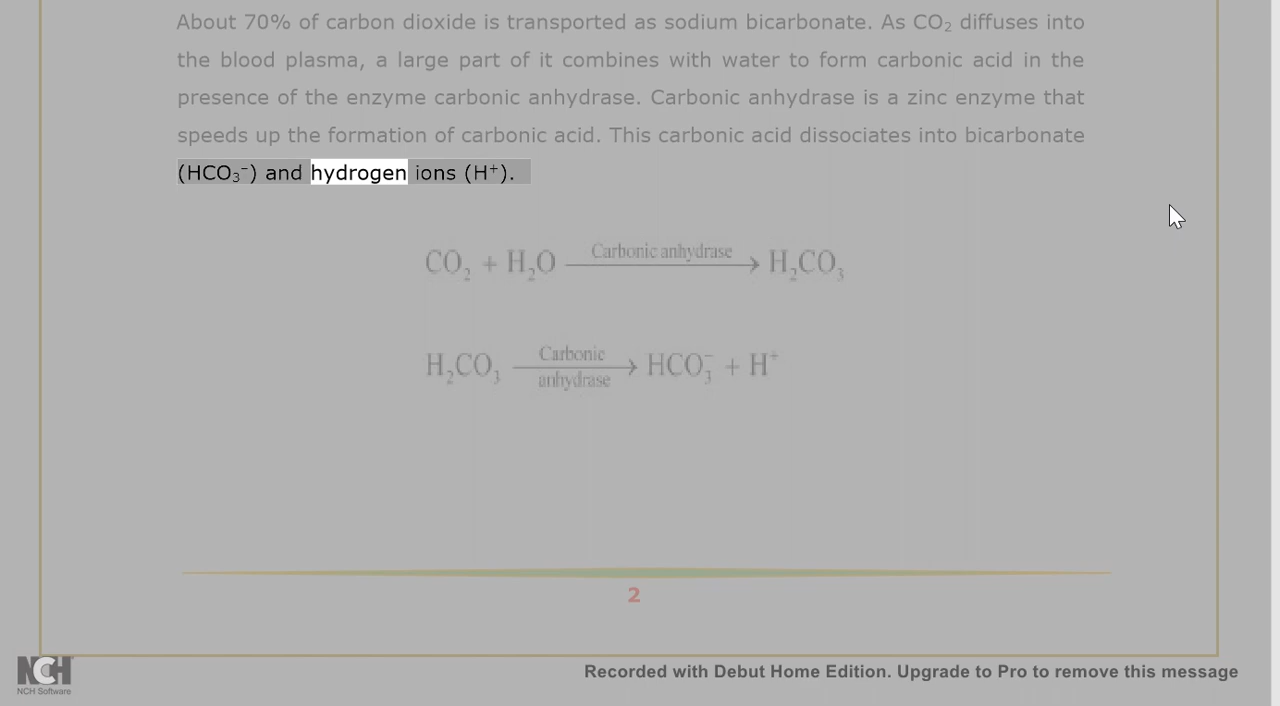 About 70% of carbon dioxide is transported as sodium bicarbonate. As CO₂ diffuses into
the blood plasma, a large part of it combines with water to form carbonic acid in the
presence of the enzyme carbonic anhydrase. Carbonic anhydrase is a zinc enzyme that
speeds up the formation of carbonic acid. This carbonic acid dissociates into bicarbonate
(HCO₃⁻) and hydrogen ions (H⁺).
Carbonic anhydrase
CO₂ + H₂O → H₂CO₃
Carbonic
H₂CO₃ → HCO₃⁻ + H⁺
anhydrase
2
NCH
NCH Software
Recorded with Debut Home Edition. Upgrade to Pro to remove this message